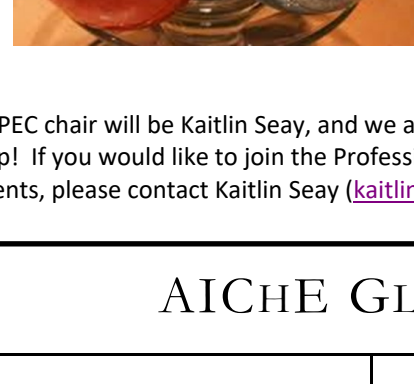 PEC chair will be Kaitlin Seay, and we a
p! If you would like to join the Profess
ents, please contact Kaitlin Seay (kaitlin
AICHE GL